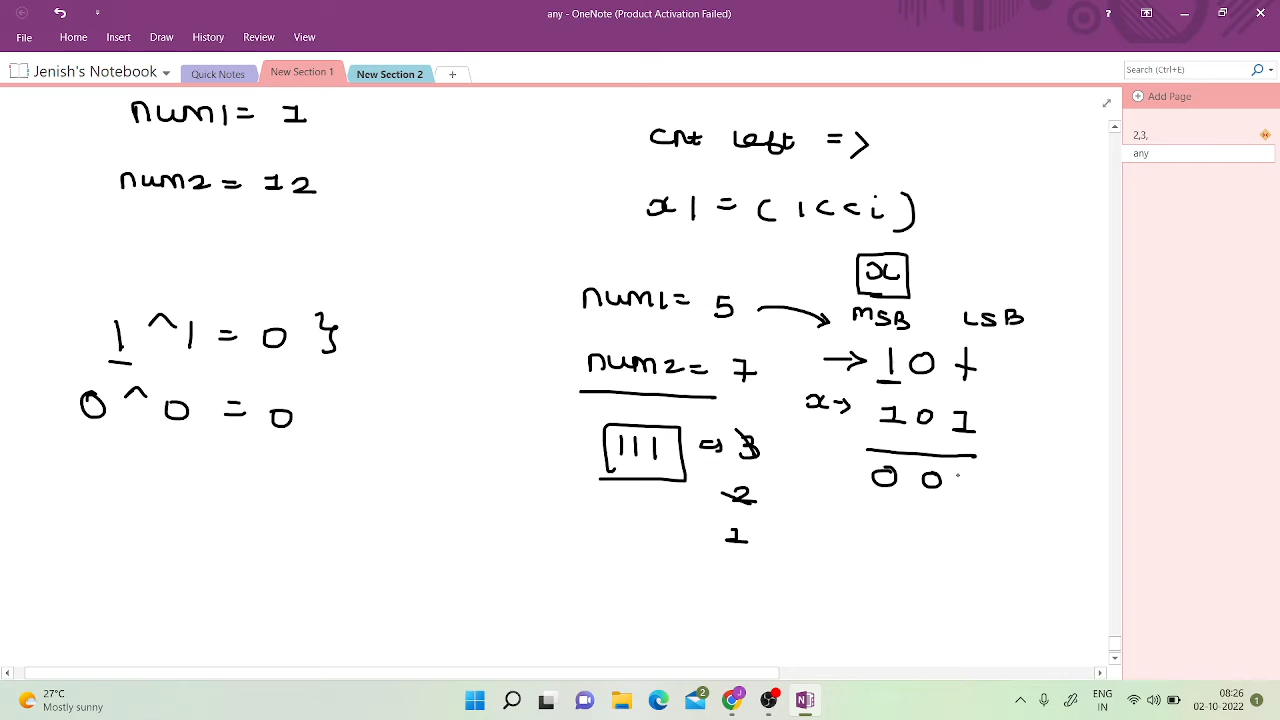 any - OneNote (Product Activation Failed)
File Home Insert Draw History Review View
Jenish's Notebook Quick Notes New Section 1 New Section 2 +
Search (Ctrl+E)
Add Page
2,3,
any
num1 = 1
num2 = 12
1 ^ 1 = 0 }
0 ^ 0 = 0
cnt left =>
x |= (1<<i)
x
num1 = 5
MSB LSB
num2 = 7
1 0 1
x → 1 0 1
111 => 3
0 0
2
1
27°C
Mostly sunny
2
ENG
IN
08:26
02-10-2022
1